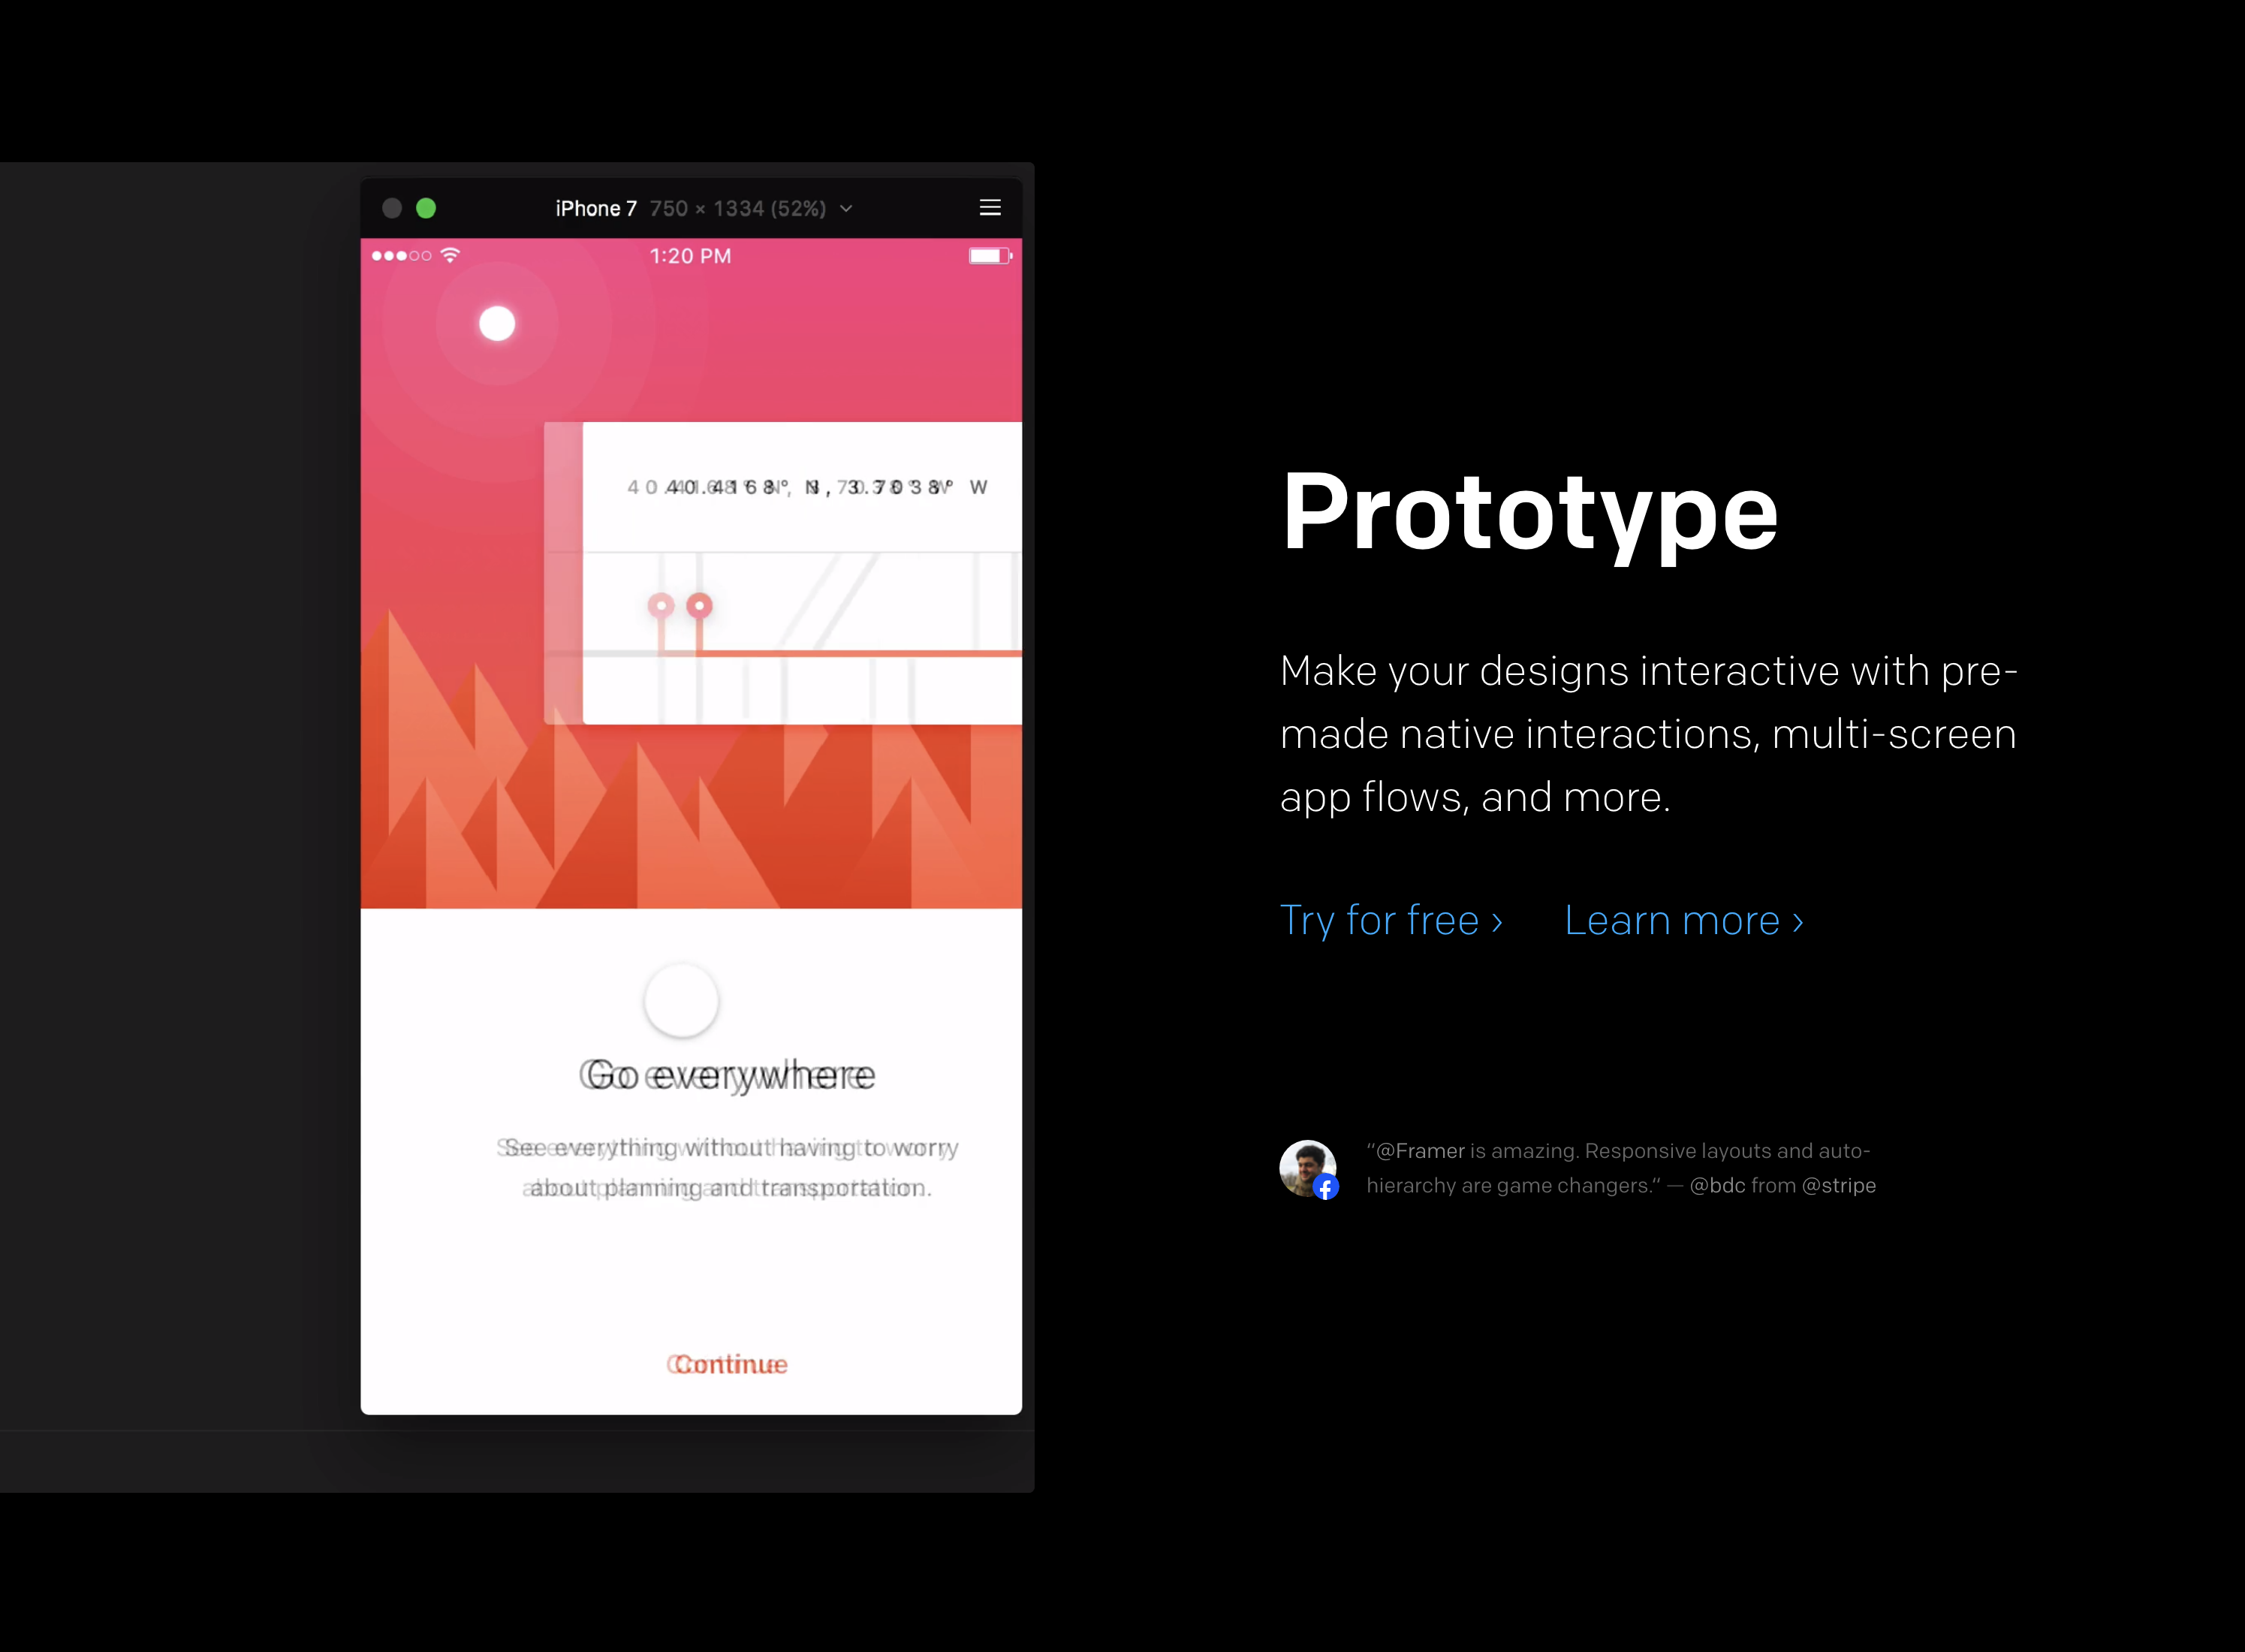 iPhone 7 750 × 1334 (52%)
1:20 PM
40.4168° N, 3.7038° W
Go everywhere
See everything without having to worry
about planning and transportation.
Continue
Prototype
Make your designs interactive with pre-
made native interactions, multi-screen
app flows, and more.
Try for free › Learn more ›
“@Framer is amazing. Responsive layouts and auto-
hierarchy are game changers.“ — @bdc from @stripe